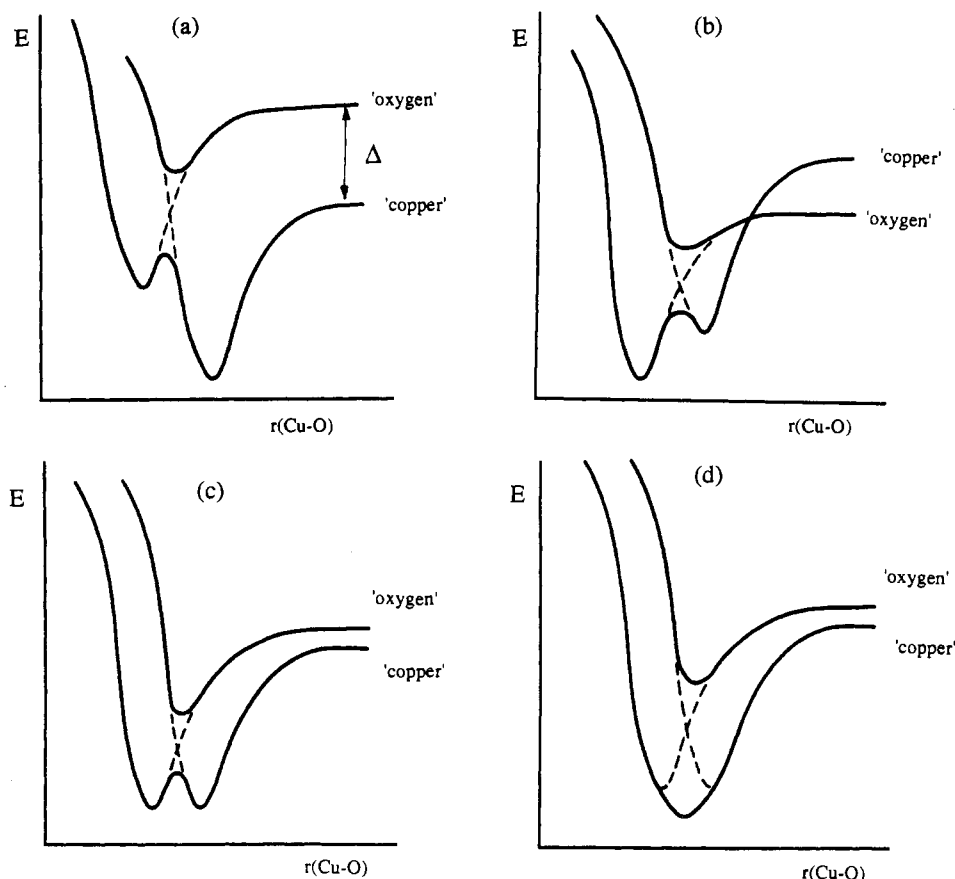 E
(a)
'oxygen'
Δ
'copper'
r(Cu-O)
E
(b)
'copper'
'oxygen'
r(Cu-O)
E
(c)
'oxygen'
'copper'
r(Cu-O)
E
(d)
'oxygen'
'copper'
r(Cu-O)